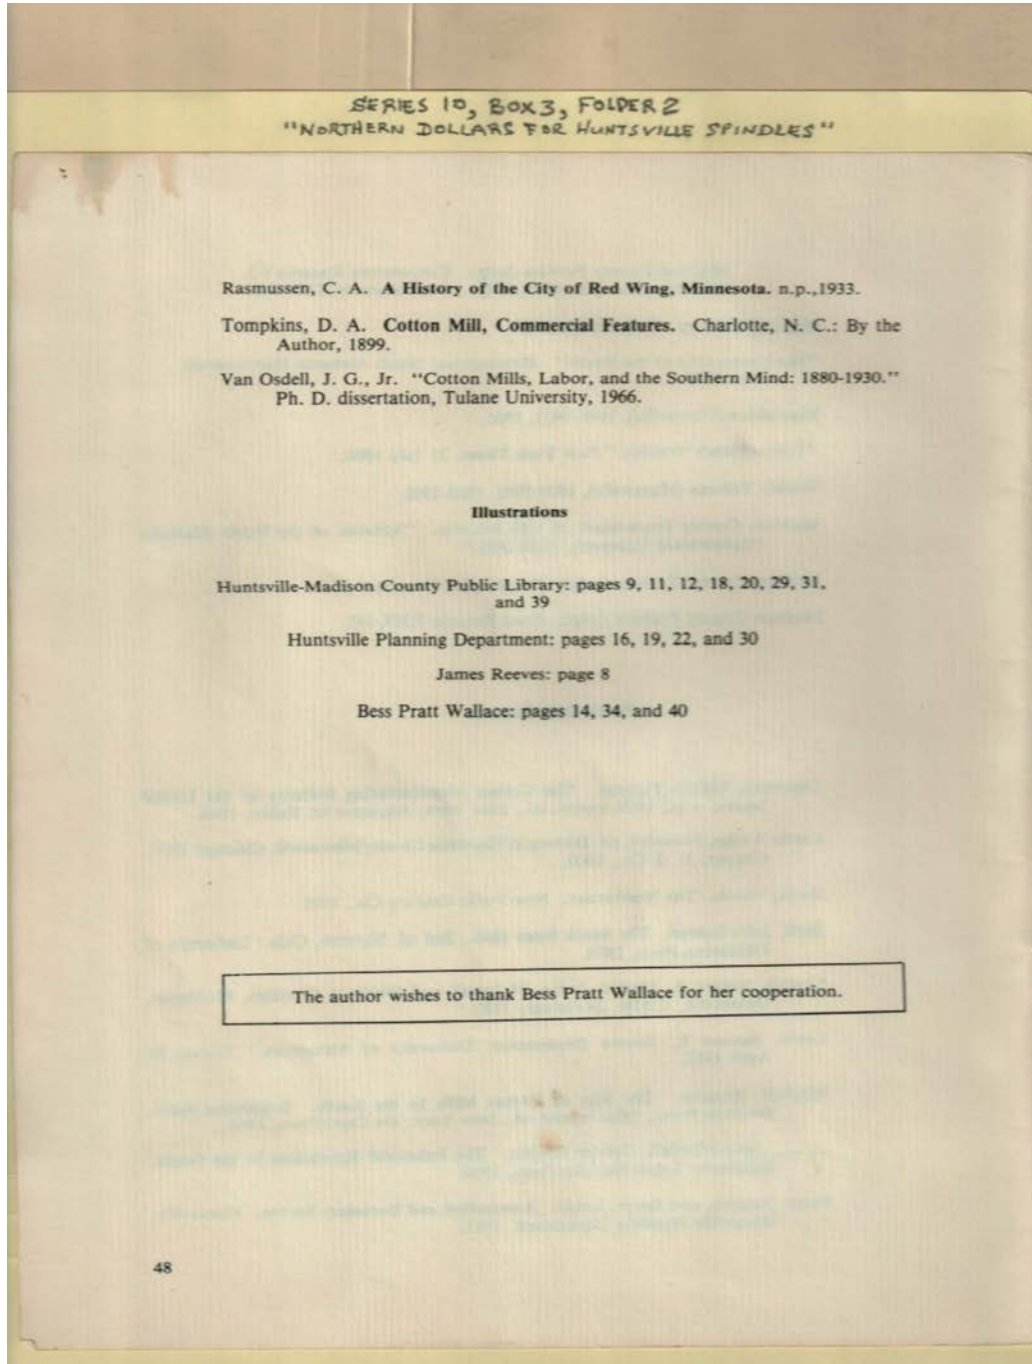 SERIES 10, BOX 3, FOLDER 2
"NORTHERN DOLLARS FOR HUNTSVILLE SPINDLES"
Rasmussen, C. A. A History of the City of Red Wing, Minnesota. n.p.,1933.
Tompkins, D. A. Cotton Mill, Commercial Features. Charlotte, N. C.: By the
Author, 1899.
Van Osdell, J. G., Jr. "Cotton Mills, Labor, and the Southern Mind: 1880-1930."
Ph. D. dissertation, Tulane University, 1966.
Illustrations
Huntsville-Madison County Public Library: pages 9, 11, 12, 18, 20, 29, 31,
and 39
Huntsville Planning Department: pages 16, 19, 22, and 30
James Reeves: page 8
Bess Pratt Wallace: pages 14, 34, and 40
The author wishes to thank Bess Pratt Wallace for her cooperation.
48